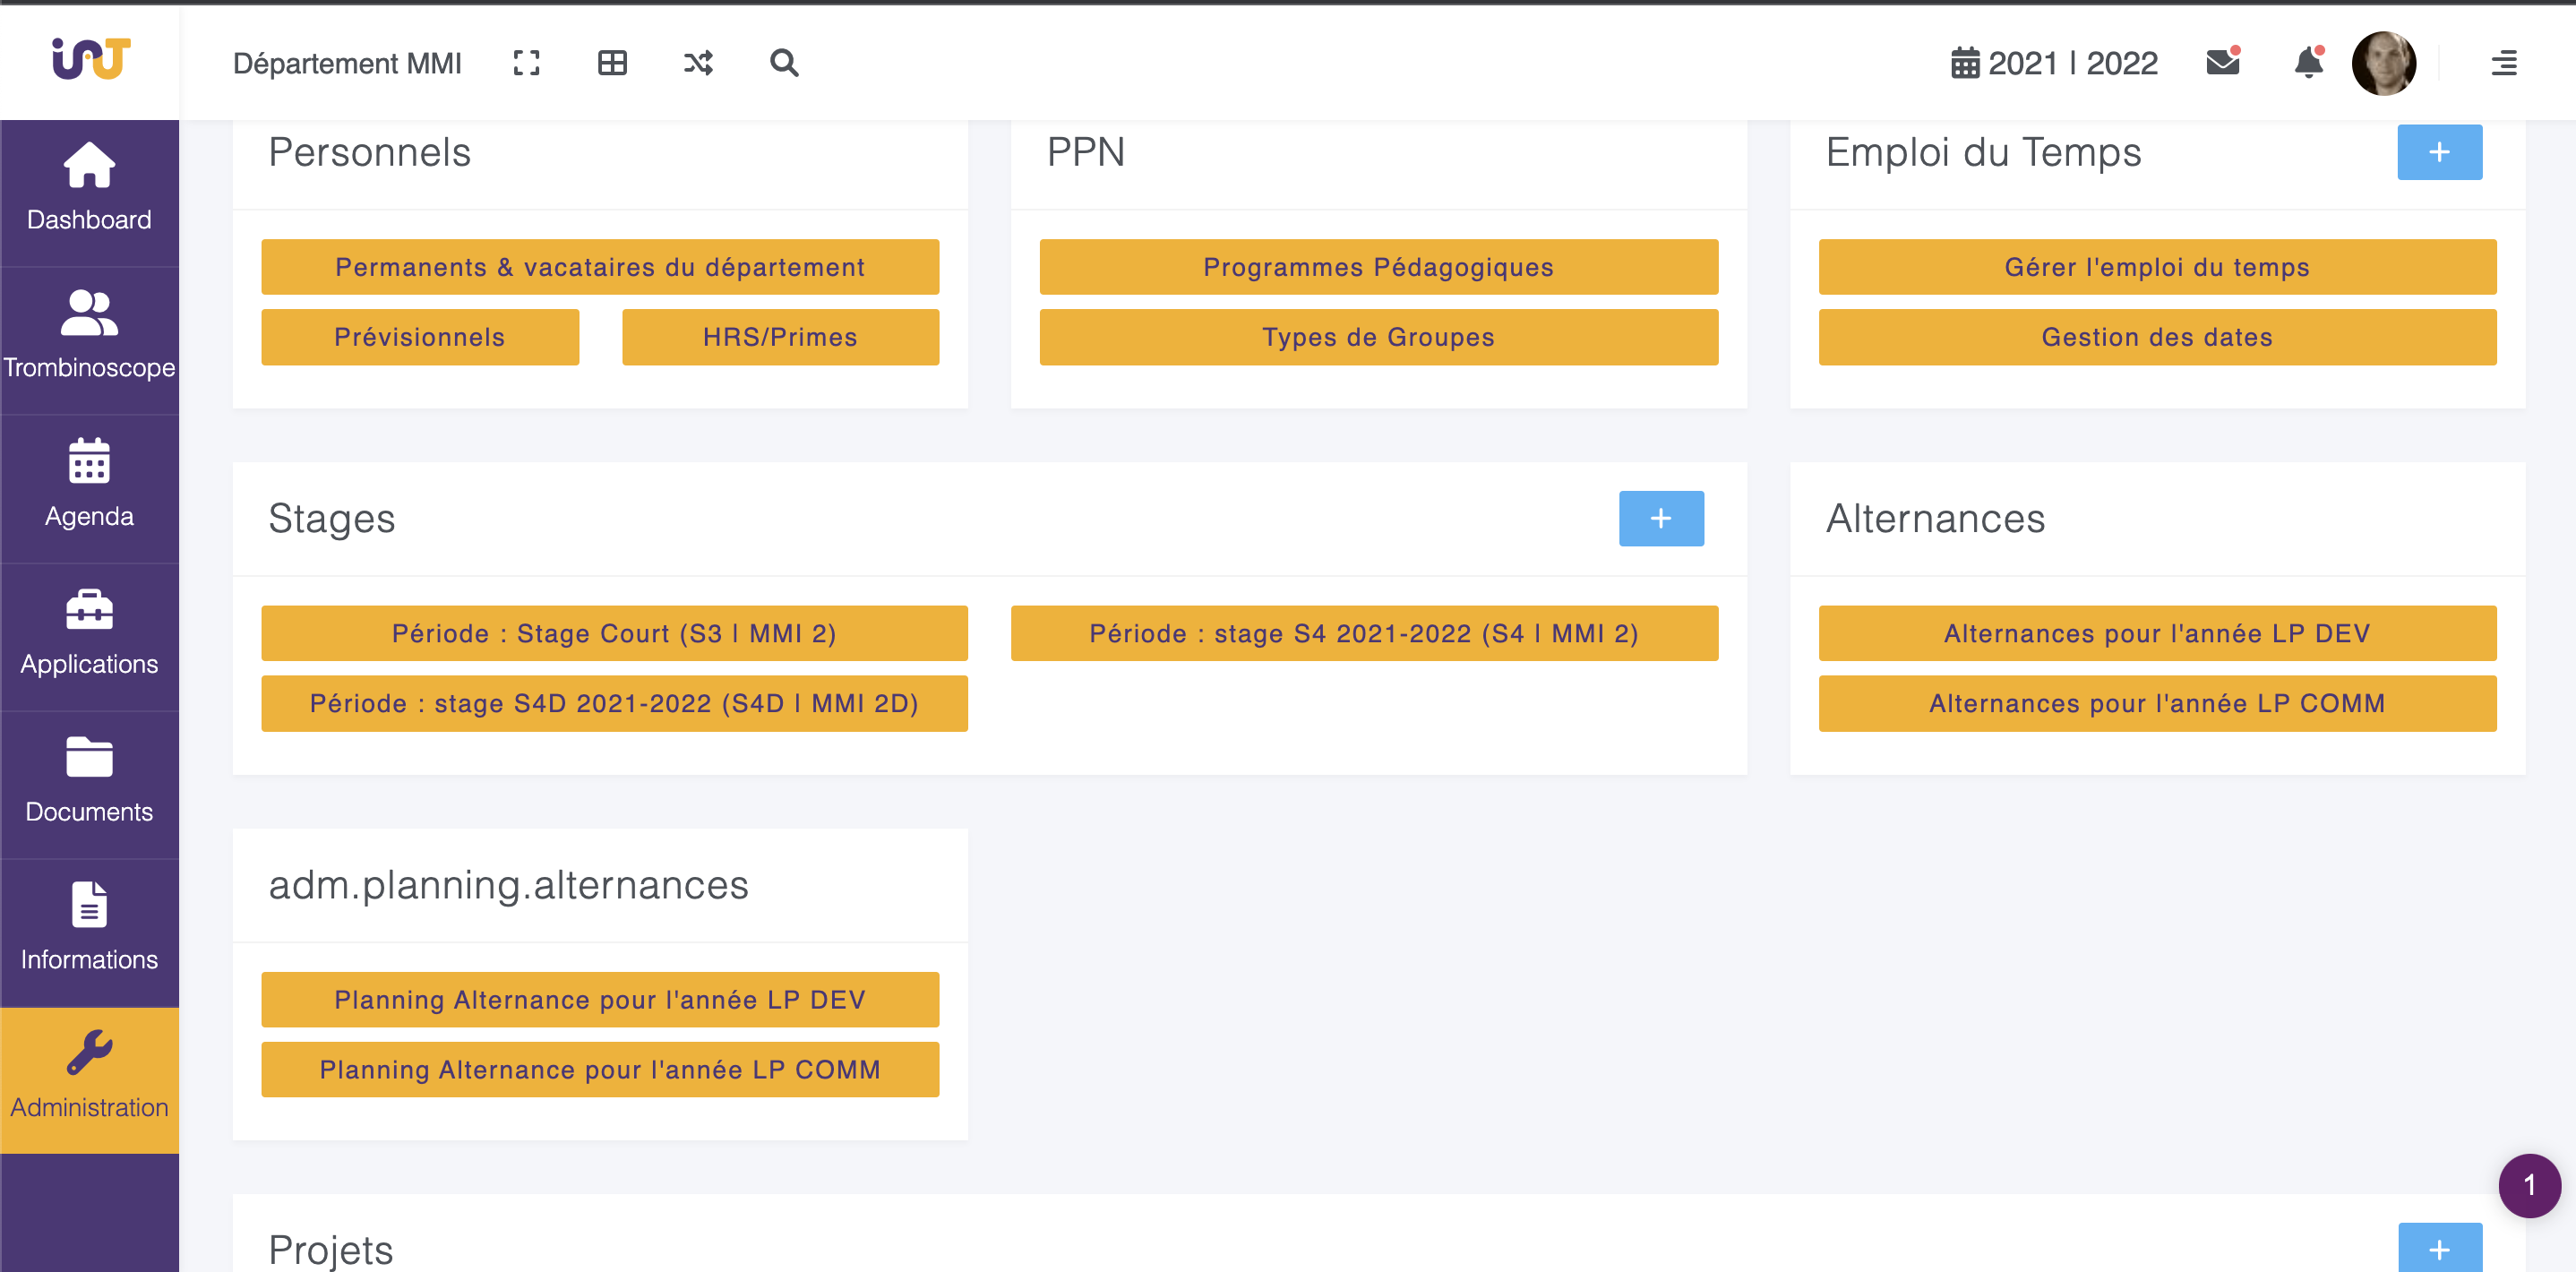 iUT
Département MMI
2021 | 2022
Dashboard
Trombinoscope
Agenda
Applications
Documents
Informations
Administration
Personnels
Permanents & vacataires du département
Prévisionnels
HRS/Primes
PPN
Programmes Pédagogiques
Types de Groupes
Emploi du Temps
+
Gérer l'emploi du temps
Gestion des dates
Stages
+
Période : Stage Court (S3 | MMI 2)
Période : stage S4 2021-2022 (S4 | MMI 2)
Période : stage S4D 2021-2022 (S4D | MMI 2D)
Alternances
Alternances pour l'année LP DEV
Alternances pour l'année LP COMM
adm.planning.alternances
Planning Alternance pour l'année LP DEV
Planning Alternance pour l'année LP COMM
1
Projets
+